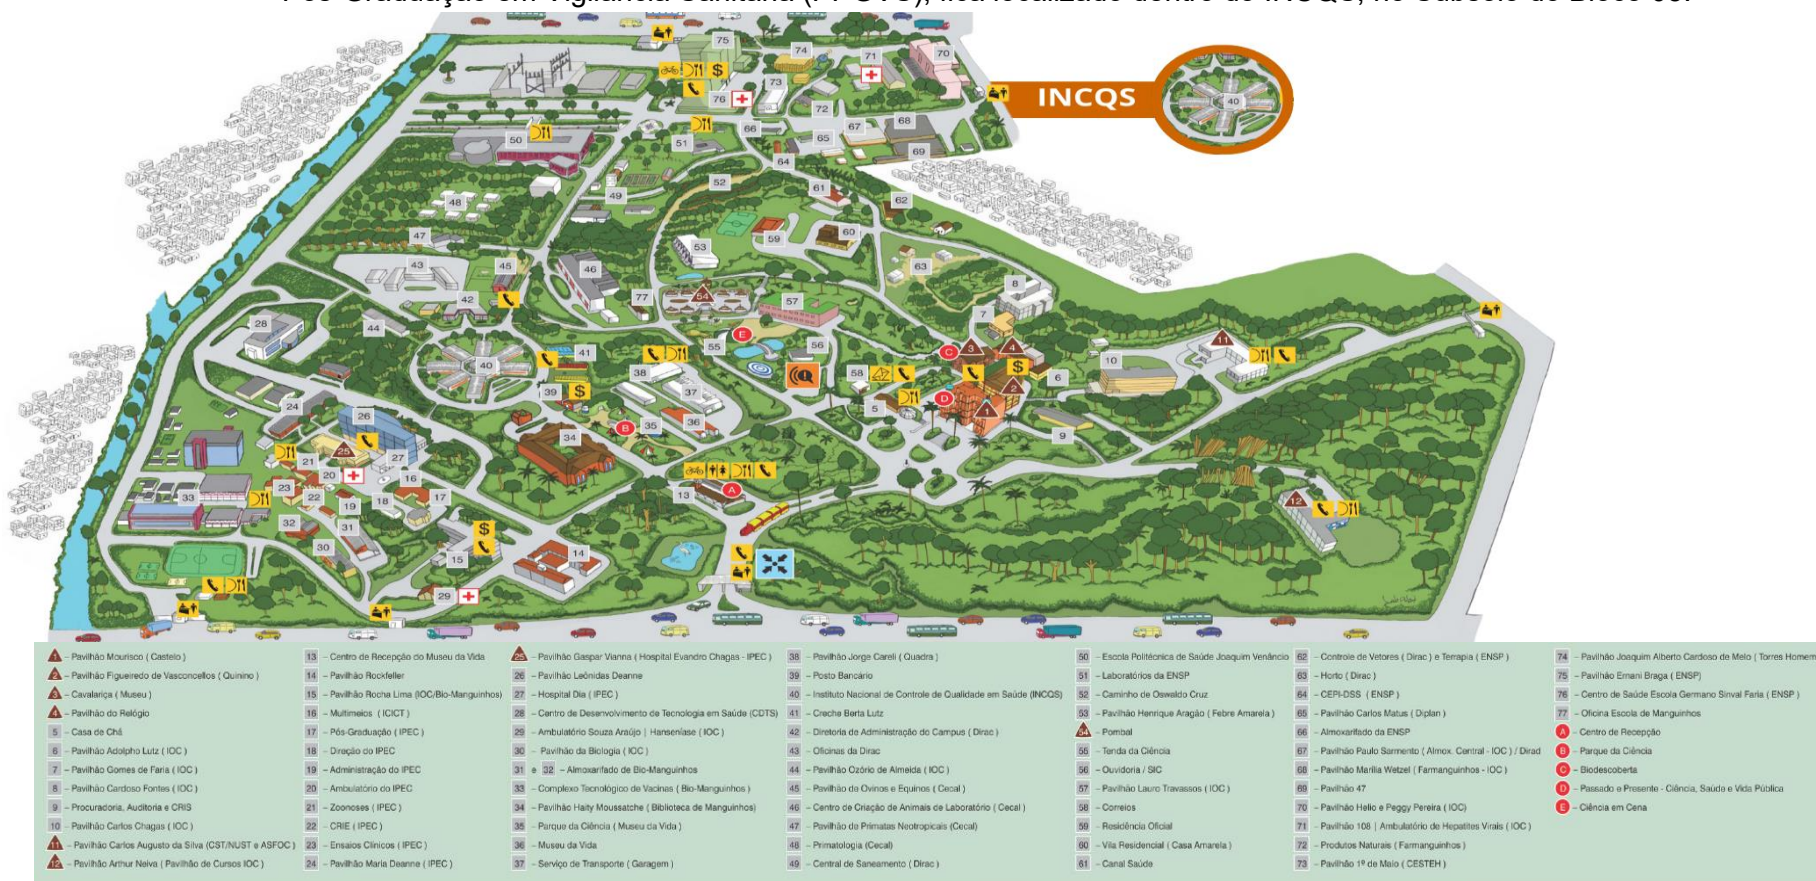 Pós-Graduação em Vigilância Sanitária (PPGVS), fica localizado dentro do INCQS, no Subsolo do Bloco 08.
INCQS
1 – Pavilhão Mourisco ( Castelo )
2 – Pavilhão Figueiredo de Vasconcellos ( Quinino )
3 – Cavalariça ( Museu )
4 – Pavilhão do Relógio
5 – Casa de Chá
6 – Pavilhão Adolpho Lutz ( IOC )
7 – Pavilhão Gomes de Faria ( IOC )
8 – Pavilhão Cardoso Fontes ( IOC )
9 – Procuradoria, Auditoria e CRIS
10 – Pavilhão Carlos Chagas ( IOC )
11 – Pavilhão Carlos Augusto da Silva (CST/NUST e ASFOC )
12 – Pavilhão Arthur Neiva ( Pavilhão de Cursos IOC )
13 – Centro de Recepção do Museu da Vida
14 – Pavilhão Rockfeller
15 – Pavilhão Rocha Lima (IOC/Bio-Manguinhos)
16 – Multimeios ( ICICT )
17 – Pós-Graduação ( IPEC )
18 – Direção do IPEC
19 – Administração do IPEC
20 – Ambulatório do IPEC
21 – Zoonoses ( IPEC )
22 – CRIE ( IPEC )
23 – Ensaios Clínicos ( IPEC )
24 – Pavilhão Maria Deanne ( IPEC )
25 – Pavilhão Gaspar Vianna ( Hospital Evandro Chagas - IPEC )
26 – Pavilhão Leônidas Deanne
27 – Hospital Dia ( IPEC )
28 – Centro de Desenvolvimento de Tecnologia em Saúde (CDTS)
29 – Ambulatório Souza Araújo | Hanseníase ( IOC )
30 – Pavilhão da Biologia ( IOC )
31 e 32 – Almoxarifado de Bio-Manguinhos
33 – Complexo Tecnológico de Vacinas ( Bio-Manguinhos )
34 – Pavilhão Haity Moussatche ( Biblioteca de Manguinhos)
35 – Parque da Ciência ( Museu da Vida )
36 – Museu da Vida
37 – Serviço de Transporte ( Garagem )
38 – Pavilhão Jorge Careli ( Quadra )
39 – Posto Bancário
40 – Instituto Nacional de Controle de Qualidade em Saúde (INCQS)
41 – Creche Berta Lutz
42 – Diretoria de Administração do Campus ( Dirac )
43 – Oficinas da Dirac
44 – Pavilhão Ozório de Almeida ( IOC )
45 – Pavilhão de Ovinos e Equinos ( Cecal )
46 – Centro de Criação de Animais de Laboratório ( Cecal )
47 – Pavilhão de Primatas Neotropicais (Cecal)
48 – Primatologia (Cecal)
49 – Central de Saneamento ( Dirac )
50 – Escola Politécnica de Saúde Joaquim Venâncio
51 – Laboratórios da ENSP
52 – Caminho de Oswaldo Cruz
53 – Pavilhão Henrique Aragão ( Febre Amarela )
54 – Pombal
55 – Tenda da Ciência
56 – Ouvidoria / SIC
57 – Pavilhão Lauro Travassos ( IOC )
58 – Correios
59 – Residência Oficial
60 – Vila Residencial ( Casa Amarela )
61 – Canal Saúde
62 – Controle de Vetores ( Dirac ) e Terrapia ( ENSP )
63 – Horto ( Dirac )
64 – CEPI-DSS ( ENSP )
65 – Pavilhão Carlos Matus ( Diplan )
66 – Almoxarifado da ENSP
67 – Pavilhão Paulo Sarmento ( Almox. Central - IOC ) / Dirad
68 – Pavilhão Marília Wetzel ( Farmanguinhos - IOC )
69 – Pavilhão 47
70 – Pavilhão Helio e Peggy Pereira ( IOC)
71 – Pavilhão 108 | Ambulatório de Hepatites Virais ( IOC )
72 – Produtos Naturais ( Farmanguinhos )
73 – Pavilhão 1º de Maio ( CESTEH )
74 – Pavilhão Joaquim Alberto Cardoso de Melo ( Torres Homem
75 – Pavilhão Ernani Braga ( ENSP)
76 – Centro de Saúde Escola Germano Sinval Faria ( ENSP )
77 – Oficina Escola de Manguinhos
A – Centro de Recepção
B – Parque da Ciência
C – Biodescoberta
D – Passado e Presente - Ciência, Saúde e Vida Pública
E – Ciência em Cena